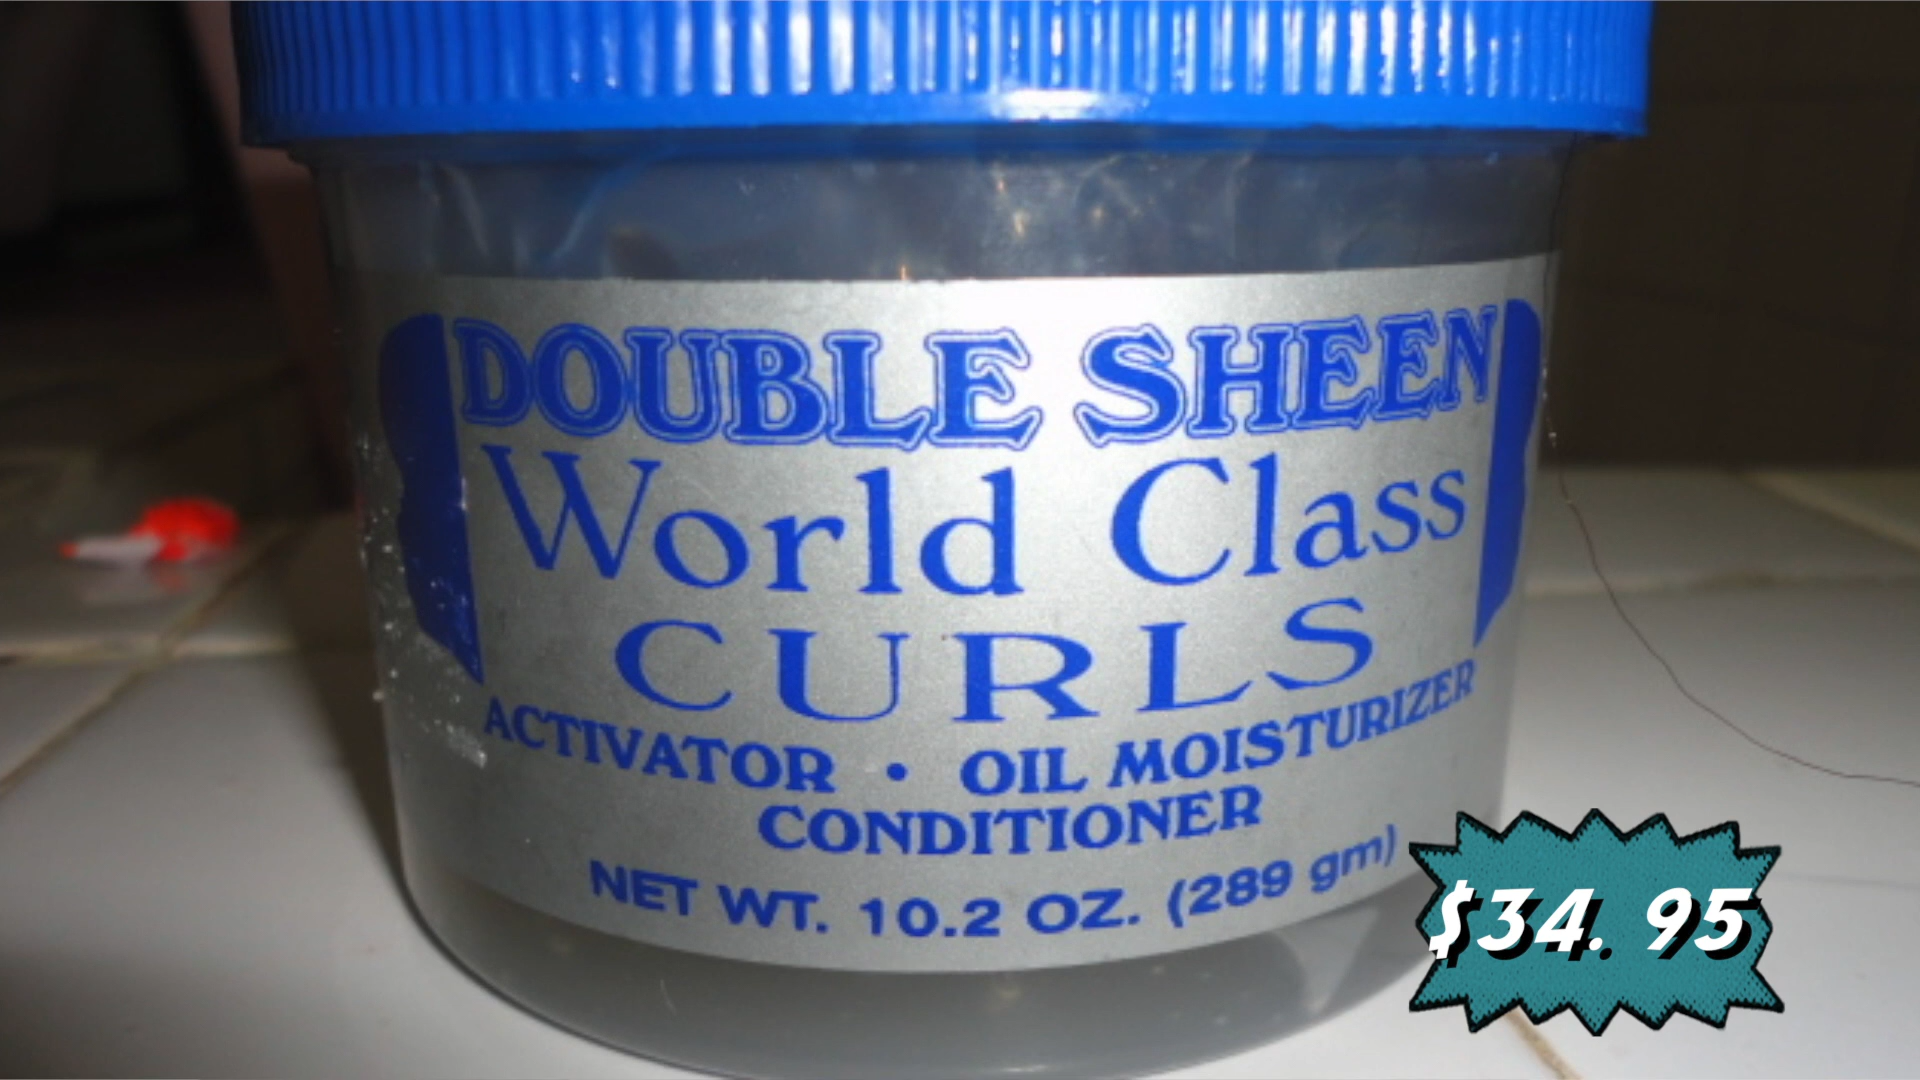 DOUBLE SHEEN
World Class
CURLS
ACTIVATOR • OIL MOISTURIZER
CONDITIONER
NET WT. 10.2 OZ. (289 gm)
$34. 95